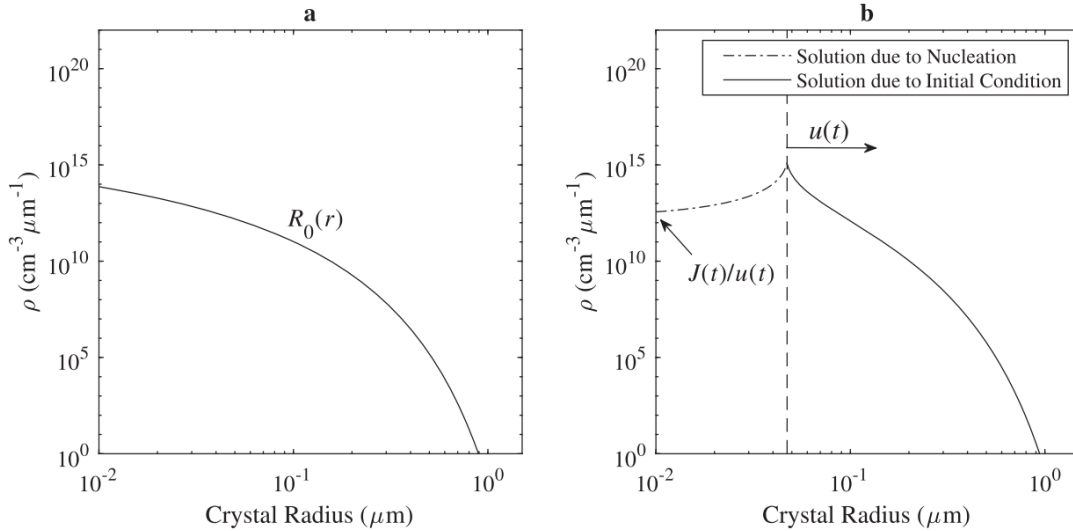 a
10^20
10^15
10^10
10^5
10^0
ρ (cm^-3 μm^-1)
R_0(r)
10^-2
10^-1
10^0
Crystal Radius (μm)
b
Solution due to Nucleation
Solution due to Initial Condition
10^20
10^15
10^10
10^5
10^0
ρ (cm^-3 μm^-1)
u(t)
J(t)/u(t)
10^-2
10^-1
10^0
Crystal Radius (μm)